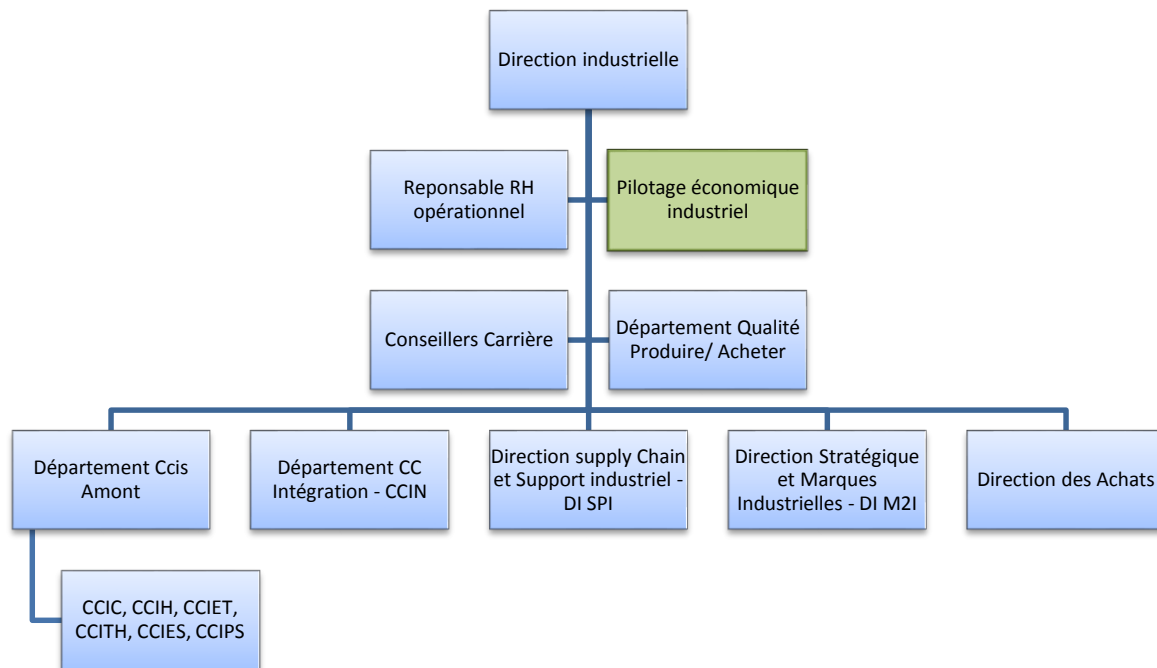 Direction industrielle
Reponsable RH
opérationnel
Pilotage économique
industriel
Conseillers Carrière
Département Qualité
Produire/ Acheter
Département Ccis
Amont
Département CC
Intégration - CCIN
Direction supply Chain
et Support industriel -
DI SPI
Direction Stratégique
et Marques
Industrielles - DI M2I
Direction des Achats
CCIC, CCIH, CCIET,
CCITH, CCIES, CCIPS